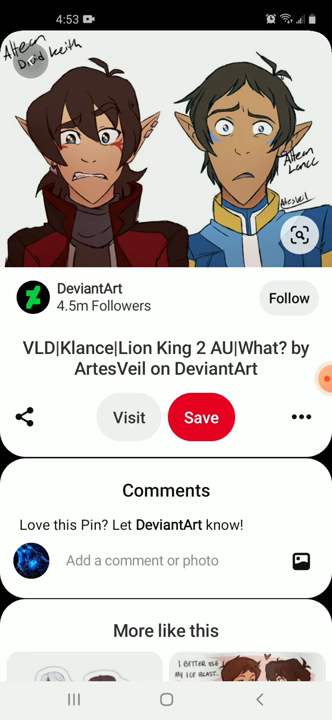 4:53
Altean
Druid Keith
Altean
Lance
ArtesVeil
DeviantArt
4.5m Followers
Follow
VLD|Klance|Lion King 2 AU|What? by
ArtesVeil on DeviantArt
Visit
Save
Comments
Love this Pin? Let DeviantArt know!
Add a comment or photo
More like this
I BETTER USE
MY ICE BLAST.